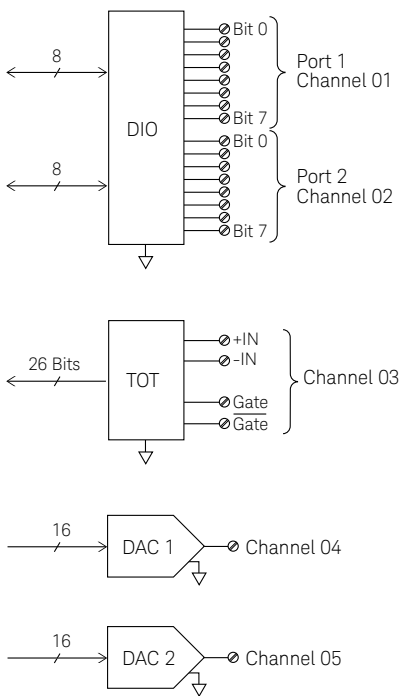 8
8
DIO
Bit 0
Bit 7
Port 1
Channel 01
Bit 0
Bit 7
Port 2
Channel 02
26 Bits
TOT
+IN
-IN
Gate
Gate
Channel 03
16
DAC 1
Channel 04
16
DAC 2
Channel 05